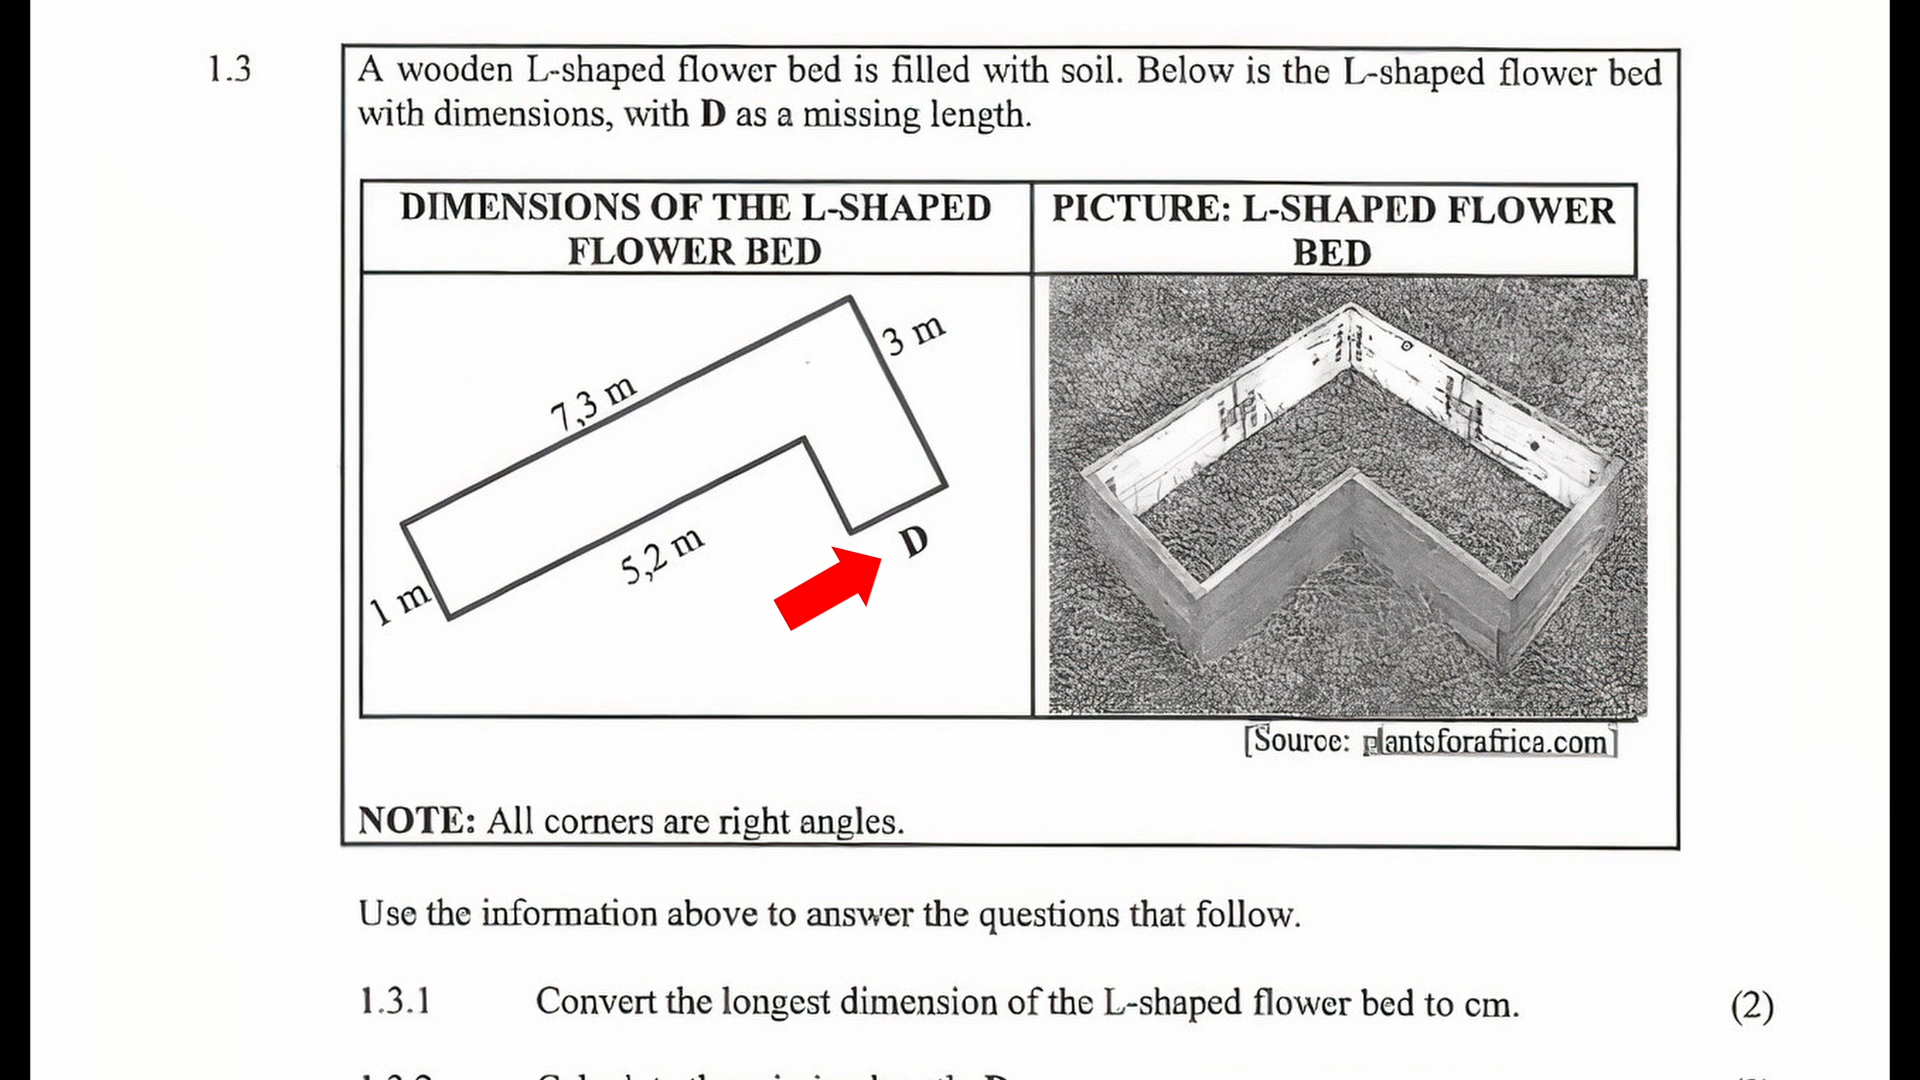 1.3
A wooden L-shaped flower bed is filled with soil. Below is the L-shaped flower bed
with dimensions, with D as a missing length.
DIMENSIONS OF THE L-SHAPED
FLOWER BED
PICTURE: L-SHAPED FLOWER
BED
3 m
7,3 m
5,2 m
D
1 m
[Source: plantsforafrica.com]
NOTE: All corners are right angles.
Use the information above to answer the questions that follow.
1.3.1 Convert the longest dimension of the L-shaped flower bed to cm. (2)